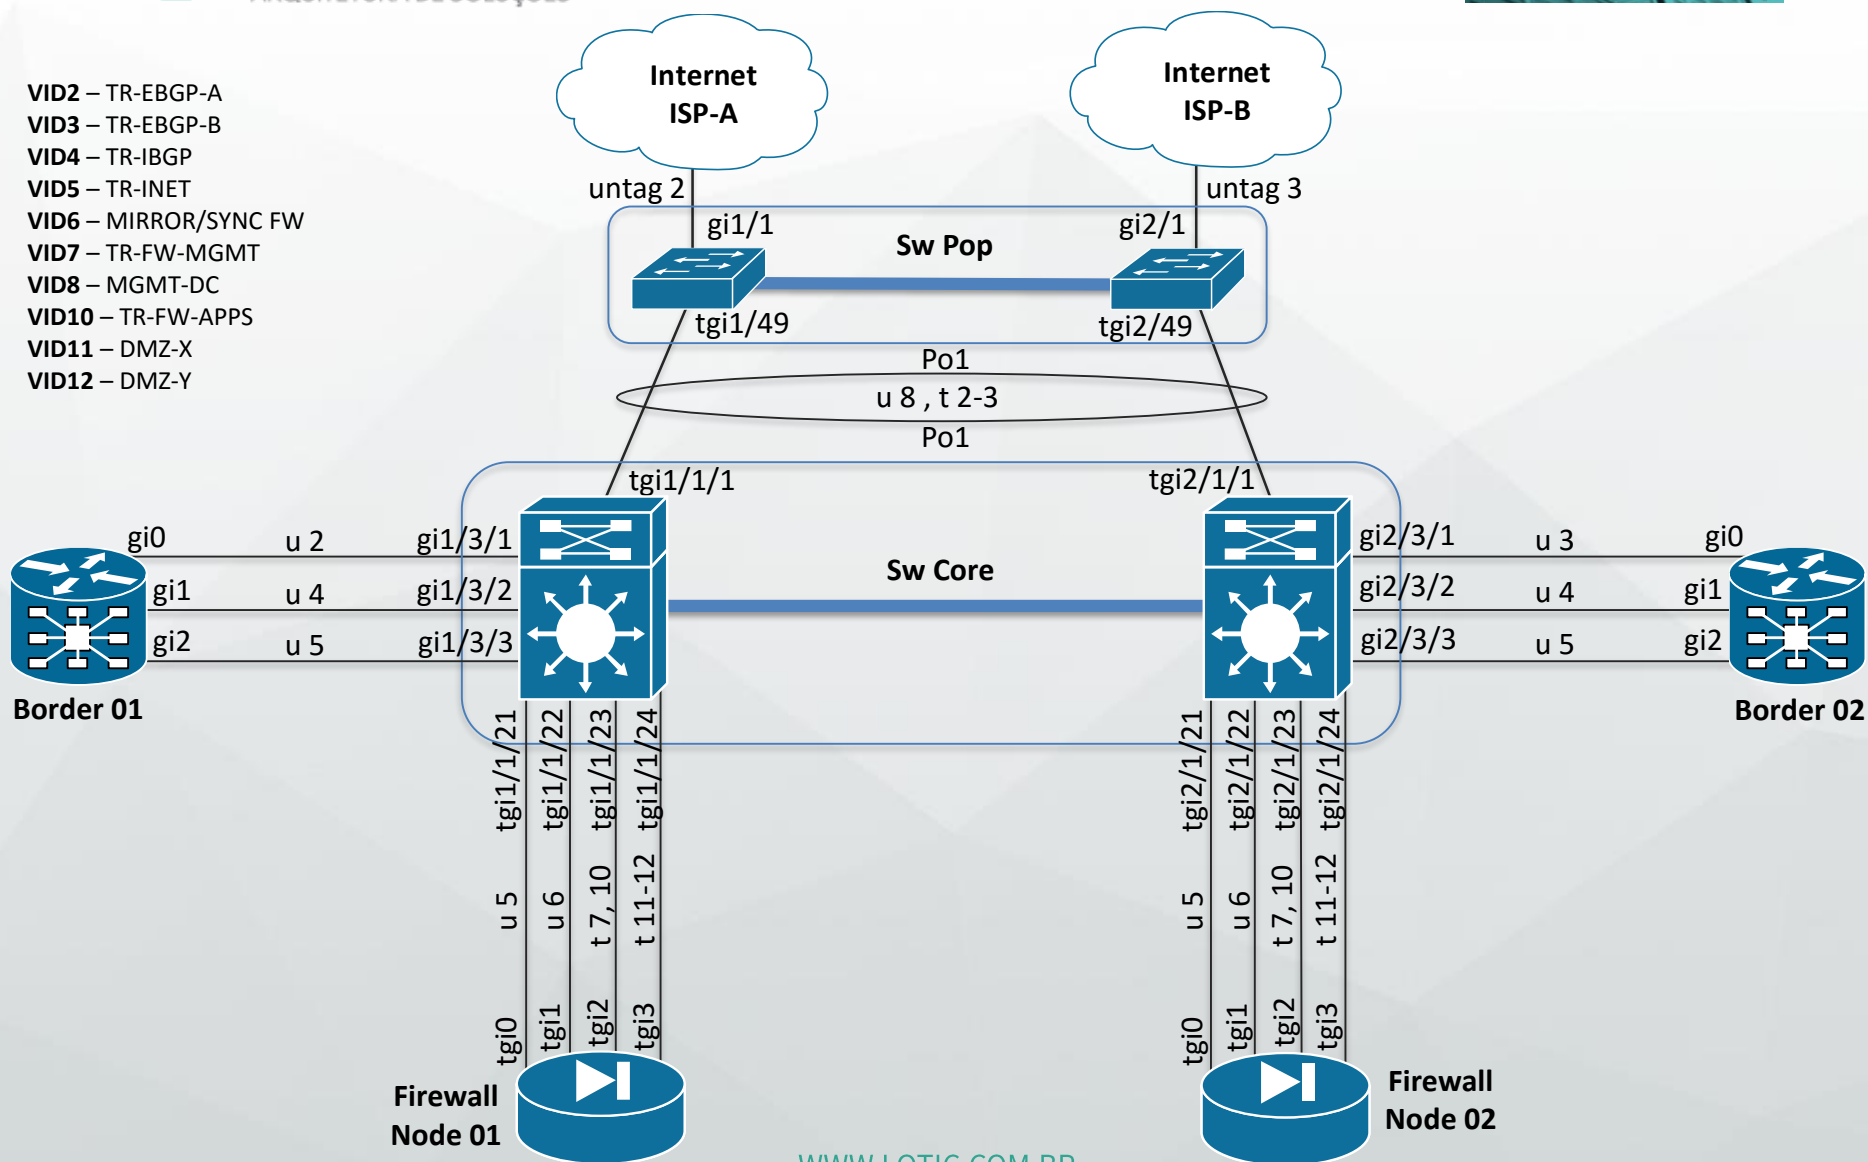 VID2 – TR-EBGP-A
VID3 – TR-EBGP-B
VID4 – TR-IBGP
VID5 – TR-INET
VID6 – MIRROR/SYNC FW
VID7 – TR-FW-MGMT
VID8 – MGMT-DC
VID10 – TR-FW-APPS
VID11 – DMZ-X
VID12 – DMZ-Y
Internet
ISP-A
Internet
ISP-B
untag 2
untag 3
gi1/1
Sw Pop
gi2/1
tgi1/49
tgi2/49
Po1
u 8 , t 2-3
Po1
tgi1/1/1
tgi2/1/1
gi0
u 2
gi1/3/1
gi1
u 4
gi1/3/2
gi2
u 5
gi1/3/3
Border 01
Sw Core
gi2/3/1
u 3
gi0
gi2/3/2
u 4
gi1
gi2/3/3
u 5
gi2
Border 02
tgi1/1/21
tgi1/1/22
tgi1/1/23
tgi1/1/24
u 5
u 6
t 7, 10
t 11-12
tgi0
tgi1
tgi2
tgi3
Firewall
Node 01
tgi2/1/21
tgi2/1/22
tgi2/1/23
tgi2/1/24
u 5
u 6
t 7, 10
t 11-12
tgi0
tgi1
tgi2
tgi3
Firewall
Node 02
WWW.LOTIC.COM.BR